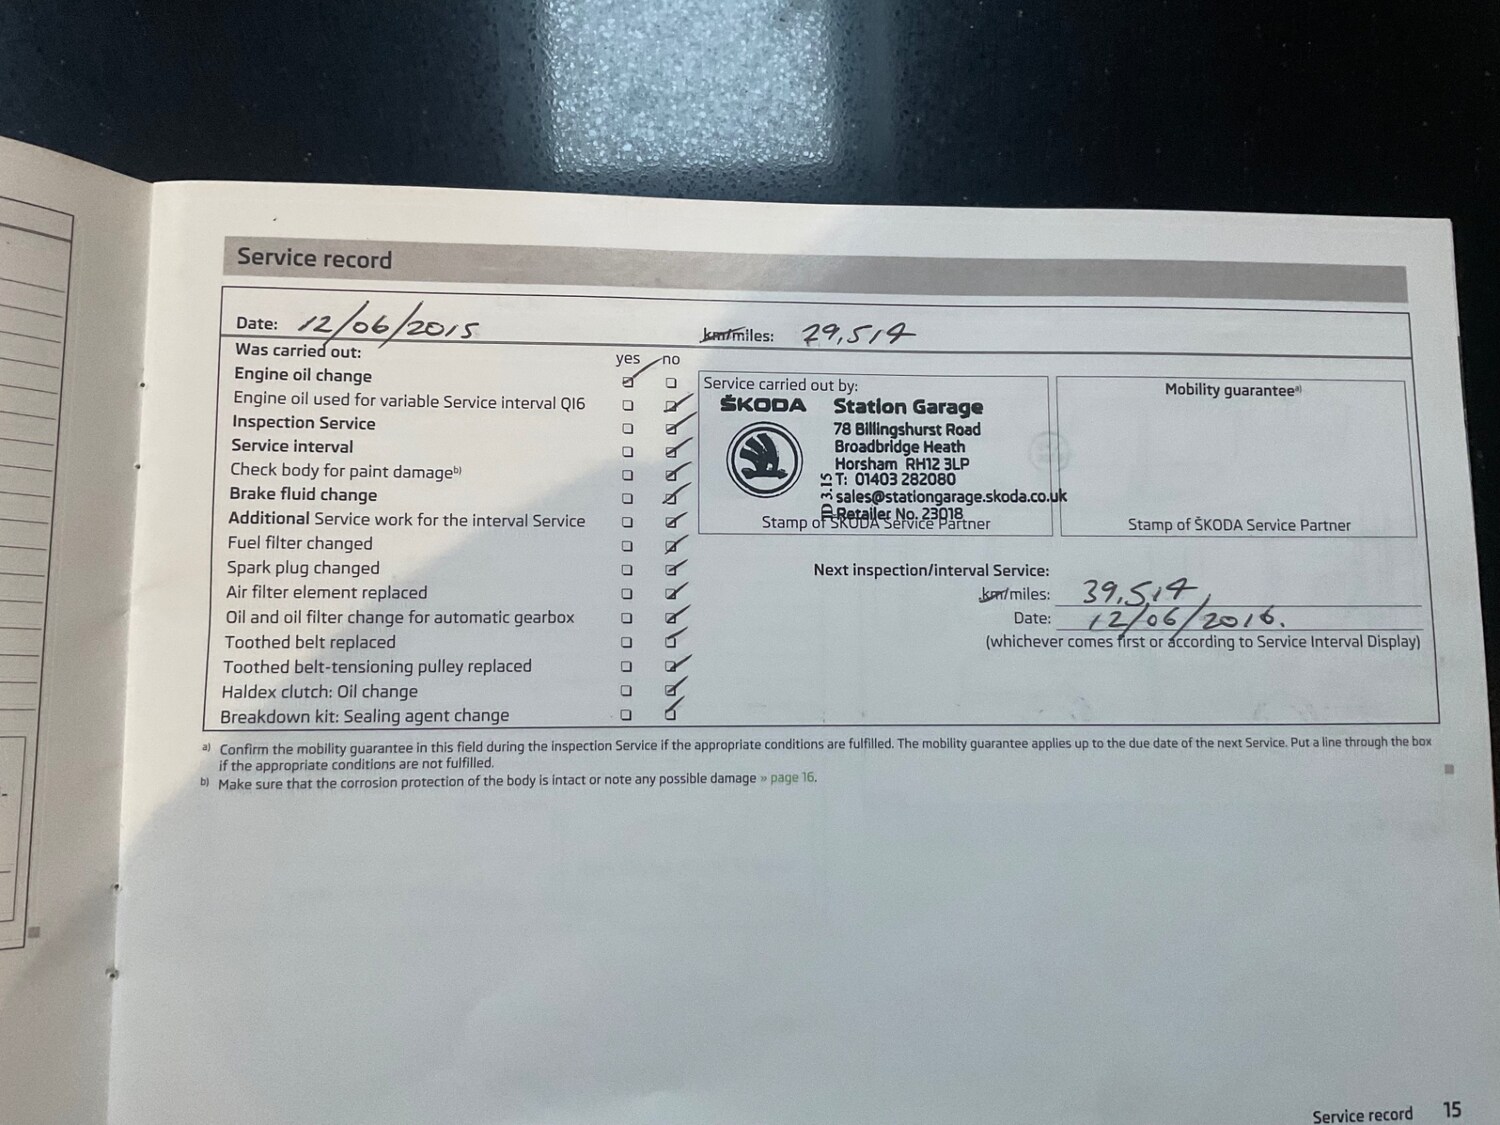 Service record
Date: 12/06/2015
km/miles: 29,514
Was carried out:
yes no
Engine oil change
Engine oil used for variable Service interval QI6
Inspection Service
Service interval
Check body for paint damage b)
Brake fluid change
Additional Service work for the interval Service
Fuel filter changed
Spark plug changed
Air filter element replaced
Oil and oil filter change for automatic gearbox
Toothed belt replaced
Toothed belt-tensioning pulley replaced
Haldex clutch: Oil change
Breakdown kit: Sealing agent change
Service carried out by:
ŠKODA Station Garage
78 Billingshurst Road
Broadbridge Heath
Horsham RH12 3LP
T: 01403 282080
sales@stationgarage.skoda.co.uk
Retailer No. 23018
Stamp of ŠKODA Service Partner
Mobility guarantee a)
Stamp of ŠKODA Service Partner
Next inspection/interval Service:
km/miles: 39,514
Date: 12/06/2016.
(whichever comes first or according to Service Interval Display)
a) Confirm the mobility guarantee in this field during the inspection Service if the appropriate conditions are fulfilled. The mobility guarantee applies up to the due date of the next Service. Put a line through the box
if the appropriate conditions are not fulfilled.
b) Make sure that the corrosion protection of the body is intact or note any possible damage » page 16.
Service record 15